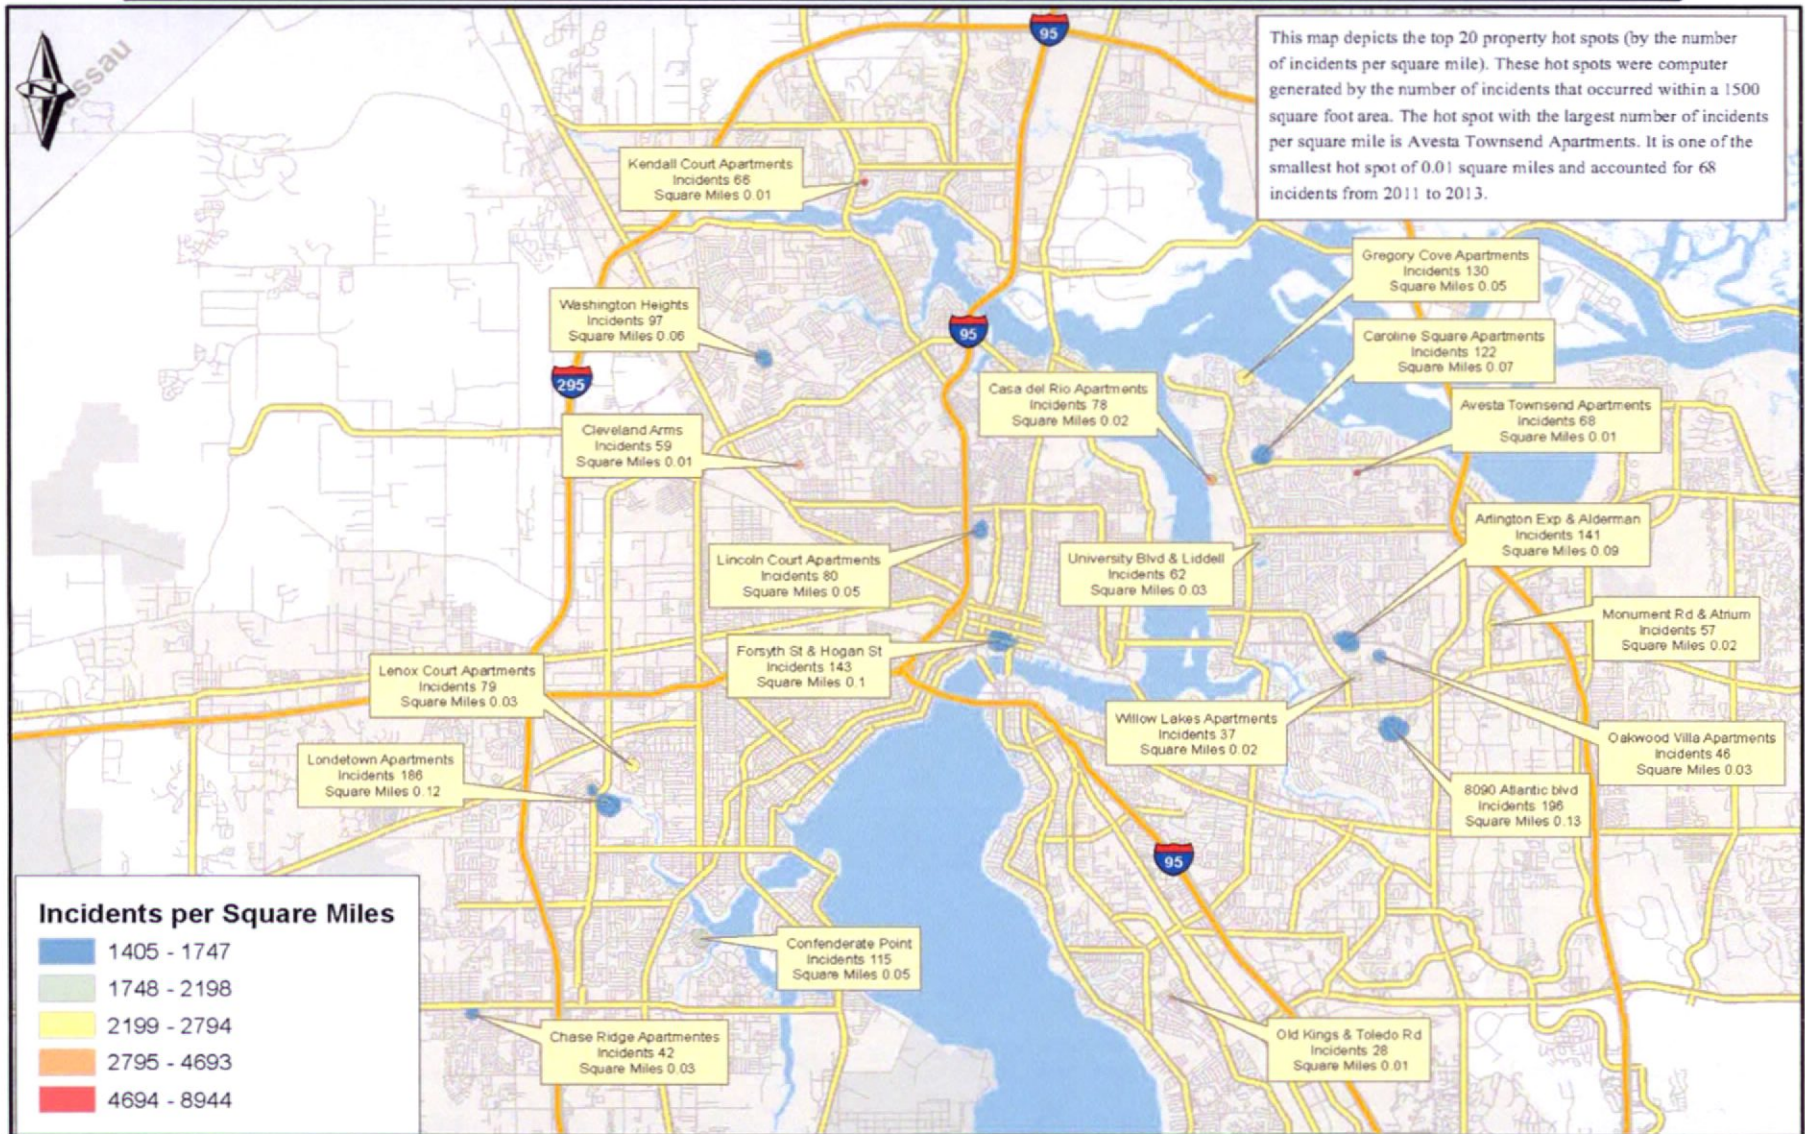 N
ssau
95
This map depicts the top 20 property hot spots (by the number
of incidents per square mile). These hot spots were computer
generated by the number of incidents that occurred within a 1500
square foot area. The hot spot with the largest number of incidents
per square mile is Avesta Townsend Apartments. It is one of the
smallest hot spot of 0.01 square miles and accounted for 68
incidents from 2011 to 2013.
Kendall Court Apartments
Incidents 66
Square Miles 0.01
Gregory Cove Apartments
Incidents 130
Square Miles 0.05
Washington Heights
Incidents 97
Square Miles 0.06
95
Caroline Square Apartments
Incidents 122
Square Miles 0.07
295
Casa del Rio Apartments
Incidents 78
Square Miles 0.02
Avesta Townsend Apartments
Incidents 68
Square Miles 0.01
Cleveland Arms
Incidents 59
Square Miles 0.01
Arlington Exp & Alderman
Incidents 141
Square Miles 0.09
Lincoln Court Apartments
Incidents 80
Square Miles 0.05
University Blvd & Liddell
Incidents 62
Square Miles 0.03
Monument Rd & Atrium
Incidents 57
Square Miles 0.02
Forsyth St & Hogan St
Incidents 143
Square Miles 0.1
Lenox Court Apartments
Incidents 79
Square Miles 0.03
Willow Lakes Apartments
Incidents 37
Square Miles 0.02
Oakwood Villa Apartments
Incidents 46
Square Miles 0.03
Londetown Apartments
Incidents 186
Square Miles 0.12
8090 Atlantic blvd
Incidents 196
Square Miles 0.13
95
Incidents per Square Miles
1405 - 1747
1748 - 2198
2199 - 2794
2795 - 4693
4694 - 8944
Confenderate Point
Incidents 115
Square Miles 0.05
Chase Ridge Apartmentes
Incidents 42
Square Miles 0.03
Old Kings & Toledo Rd
Incidents 28
Square Miles 0.01